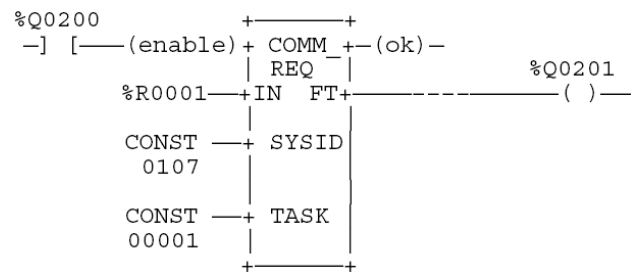 %Q0200
—] [——(enable)+ COMM_+—(ok)—
REQ %Q0201
%R0001——+IN FT+————----————( )——
CONST ——+ SYSID
0107
CONST ——+ TASK
00001